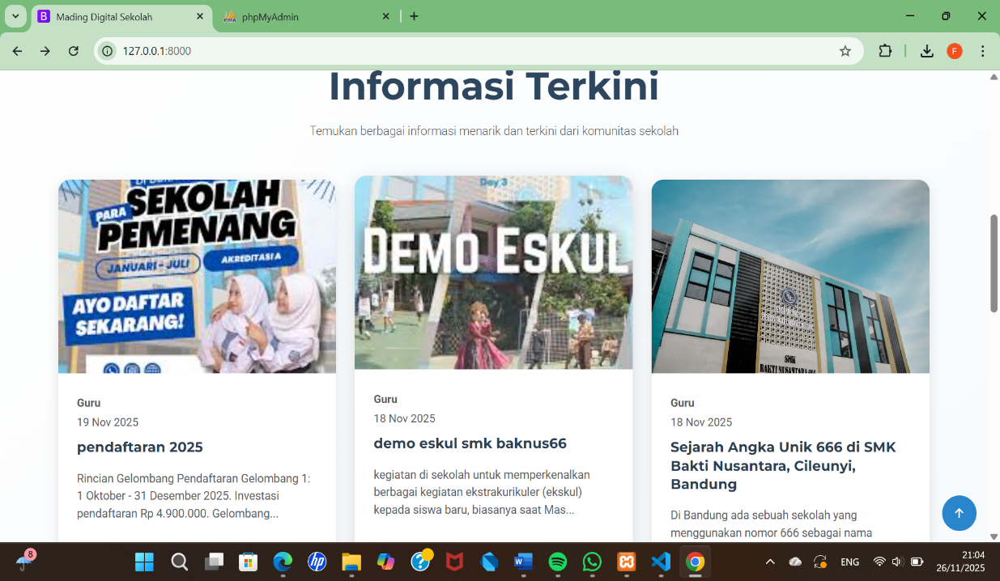 Mading Digital Sekolah
phpMyAdmin
127.0.0.1:8000
F
Informasi Terkini
Temukan berbagai informasi menarik dan terkini dari komunitas sekolah
PARA SEKOLAH
PEMENANG
JANUARI - JULI
AKREDITASI A
AYO DAFTAR
SEKARANG!
Day 3
DEMO ESKUL
SMK
BAKTI NUSANTARA 666
Guru
19 Nov 2025
pendaftaran 2025
Rincian Gelombang Pendaftaran Gelombang 1:
1 Oktober - 31 Desember 2025. Investasi
pendaftaran Rp 4.900.000. Gelombang...
Guru
18 Nov 2025
demo eskul smk baknus66
kegiatan di sekolah untuk memperkenalkan
berbagai kegiatan ekstrakurikuler (ekskul)
kepada siswa baru, biasanya saat Mas...
Guru
18 Nov 2025
Sejarah Angka Unik 666 di SMK
Bakti Nusantara, Cileunyi,
Bandung
Di Bandung ada sebuah sekolah yang
menggunakan nomor 666 sebagai nama
8
ENG
21:04
26/11/2025